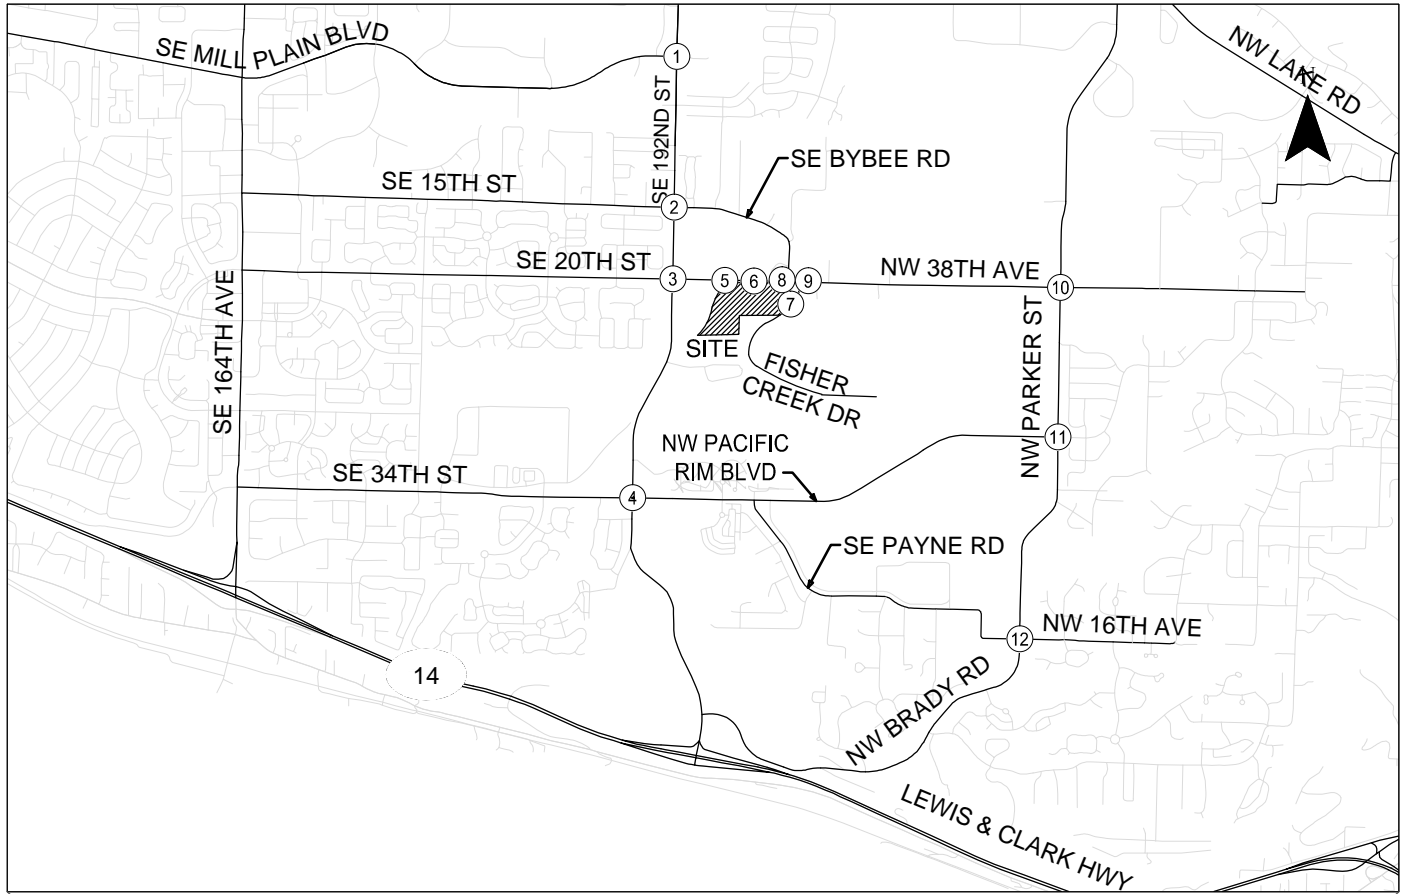 SE MILL PLAIN BLVD
1
NW LAKE RD
N
SE 192ND ST
SE BYBEE RD
SE 15TH ST
2
SE 20TH ST
3
5
6
8
9
7
NW 38TH AVE
10
SE 164TH AVE
SITE
NW PARKER ST
FISHER
CREEK DR
11
NW PACIFIC
RIM BLVD
SE 34TH ST
4
SE PAYNE RD
12
NW 16TH AVE
14
NW BRADY RD
LEWIS & CLARK HWY